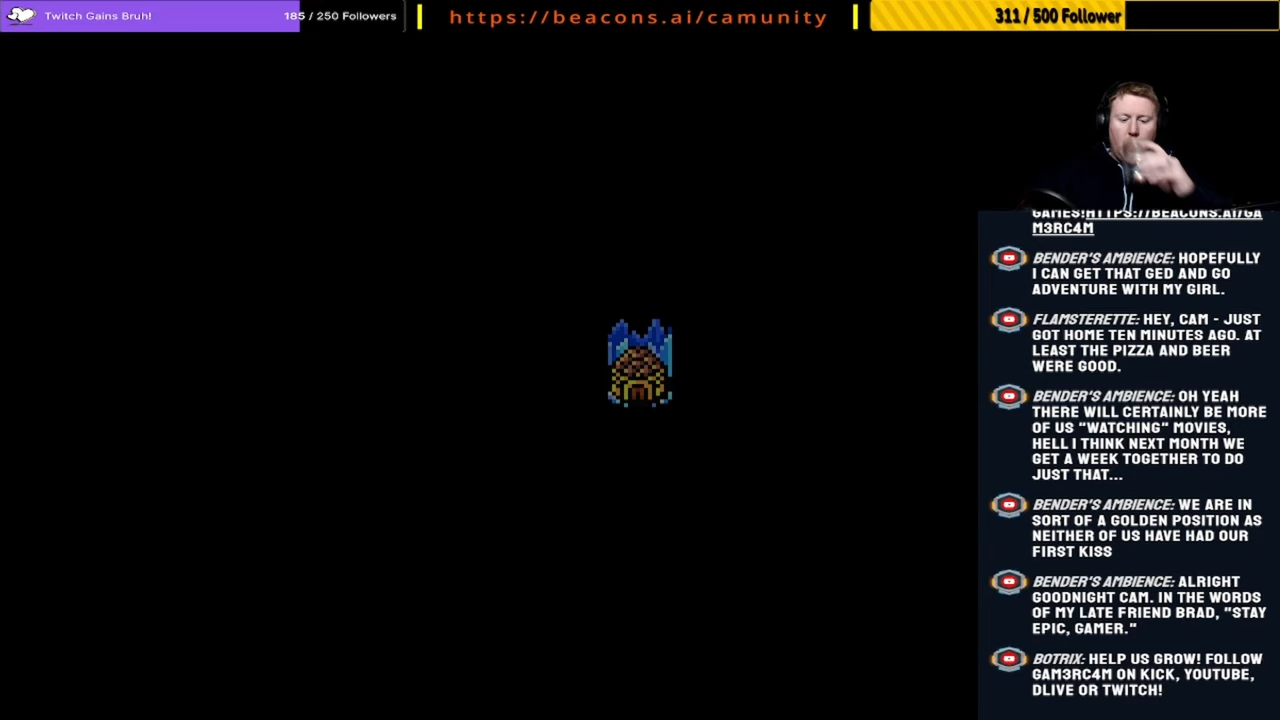 Twitch Gains Bruh!
185 / 250 Followers
https://beacons.ai/camunity
311 / 500 Follower
GAMES!HTTPS://BEACONS.AI/GA
M3RC4M
BENDER'S AMBIENCE: HOPEFULLY
I CAN GET THAT GED AND GO
ADVENTURE WITH MY GIRL.
FLAMSTERETTE: HEY, CAM - JUST
GOT HOME TEN MINUTES AGO. AT
LEAST THE PIZZA AND BEER
WERE GOOD.
BENDER'S AMBIENCE: OH YEAH
THERE WILL CERTAINLY BE MORE
OF US "WATCHING" MOVIES,
HELL I THINK NEXT MONTH WE
GET A WEEK TOGETHER TO DO
JUST THAT...
BENDER'S AMBIENCE: WE ARE IN
SORT OF A GOLDEN POSITION AS
NEITHER OF US HAVE HAD OUR
FIRST KISS
BENDER'S AMBIENCE: ALRIGHT
GOODNIGHT CAM. IN THE WORDS
OF MY LATE FRIEND BRAD, "STAY
EPIC, GAMER."
BOTRIX: HELP US GROW! FOLLOW
GAM3RC4M ON KICK, YOUTUBE,
DLIVE OR TWITCH!